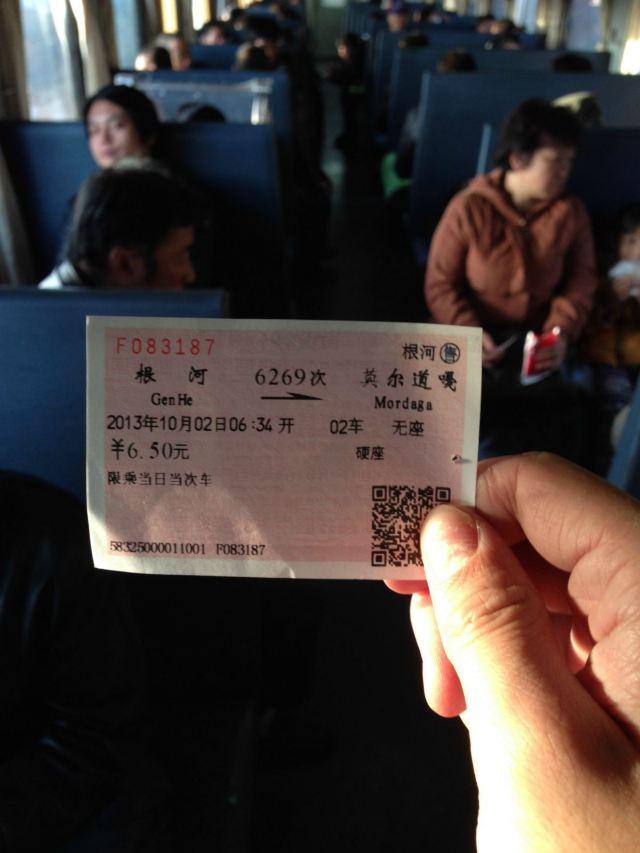 F083187 根河售
根河 6269次 莫尔道嘎
GenHe Mordaga
2013年10月02日06:34开 02车 无座
￥6.50元 硬座
限乘当日当次车
58325000011001 F083187